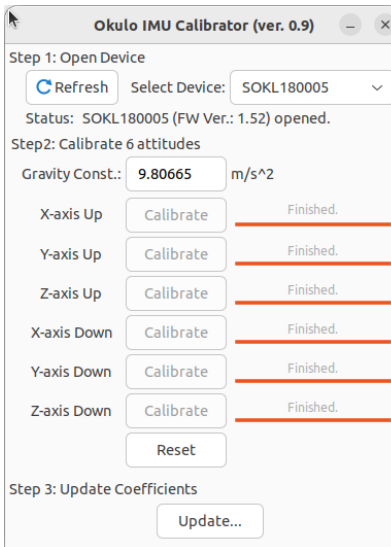 Okulo IMU Calibrator (ver. 0.9)
Step 1: Open Device
Refresh Select Device: SOKL180005
Status: SOKL180005 (FW Ver.: 1.52) opened.
Step2: Calibrate 6 attitudes
Gravity Const.: 9.80665 m/s^2
X-axis Up Calibrate Finished.
Y-axis Up Calibrate Finished.
Z-axis Up Calibrate Finished.
X-axis Down Calibrate Finished.
Y-axis Down Calibrate Finished.
Z-axis Down Calibrate Finished.
Reset
Step 3: Update Coefficients
Update...